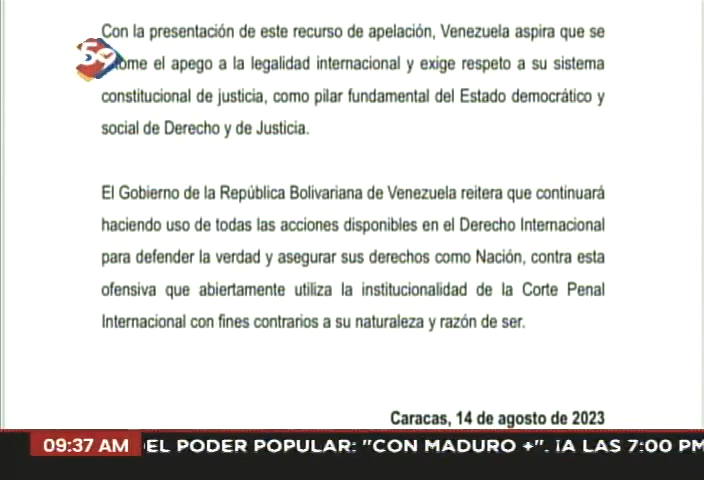 Con la presentación de este recurso de apelación, Venezuela aspira que se
59
ome el apego a la legalidad internacional y exige respeto a su sistema
constitucional de justicia, como pilar fundamental del Estado democrático y
social de Derecho y de Justicia.
El Gobierno de la República Bolivariana de Venezuela reitera que continuará
haciendo uso de todas las acciones disponibles en el Derecho Internacional
para defender la verdad y asegurar sus derechos como Nación, contra esta
ofensiva que abiertamente utiliza la institucionalidad de la Corte Penal
Internacional con fines contrarios a su naturaleza y razón de ser.
Caracas, 14 de agosto de 2023
09:37 AM DEL PODER POPULAR: "CON MADURO +". ¡A LAS 7:00 PM